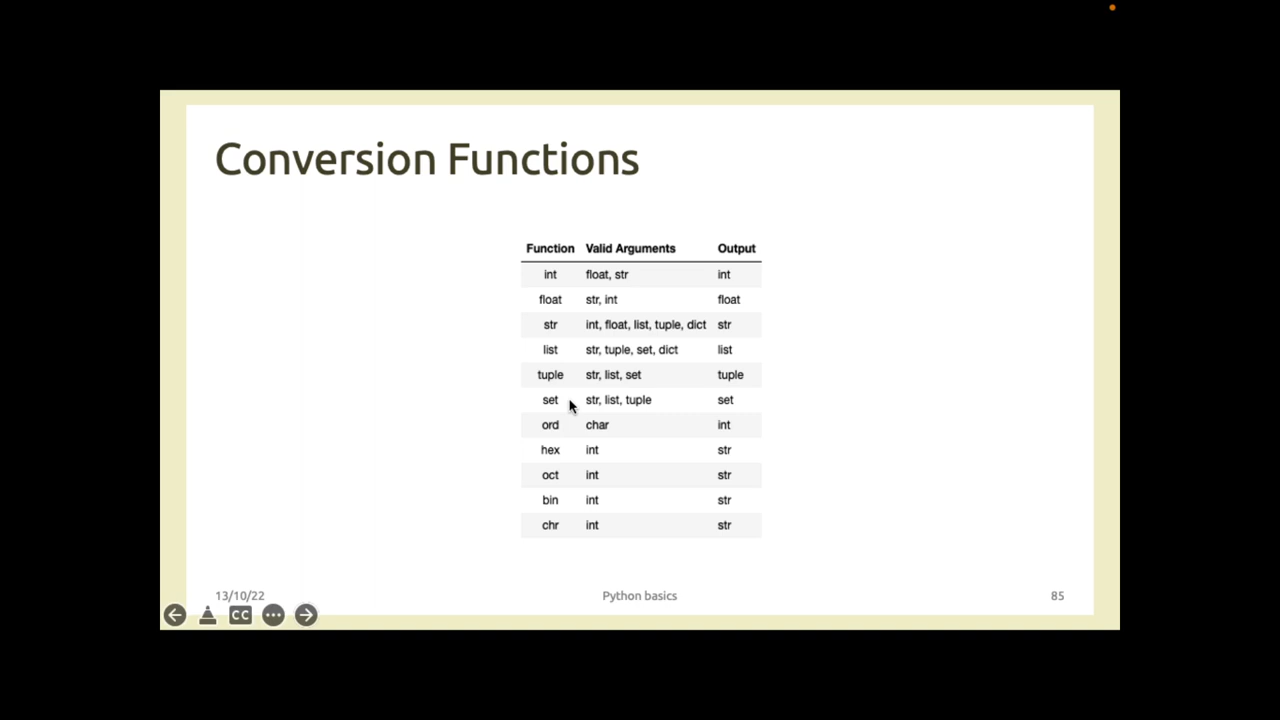 Conversion Functions
Function Valid Arguments Output
int float, str int
float str, int float
str int, float, list, tuple, dict str
list str, tuple, set, dict list
tuple str, list, set tuple
set str, list, tuple set
ord char int
hex int str
oct int str
bin int str
chr int str
13/10/22 Python basics 85
CC